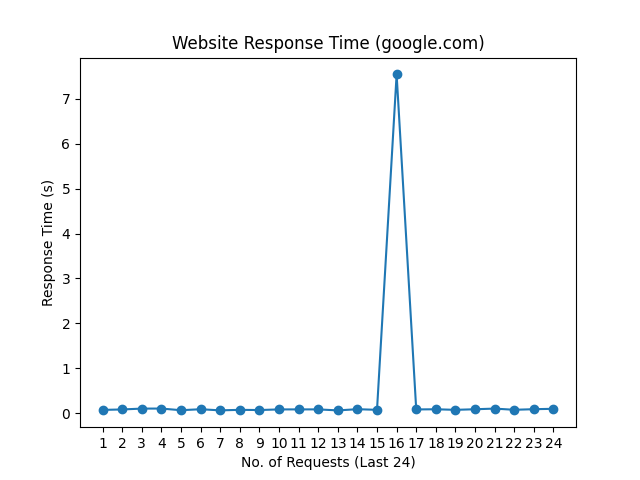 Website Response Time (google.com)
Response Time (s)
7
6
5
4
3
2
1
0
1 2 3 4 5 6 7 8 9 10 11 12 13 14 15 16 17 18 19 20 21 22 23 24
No. of Requests (Last 24)